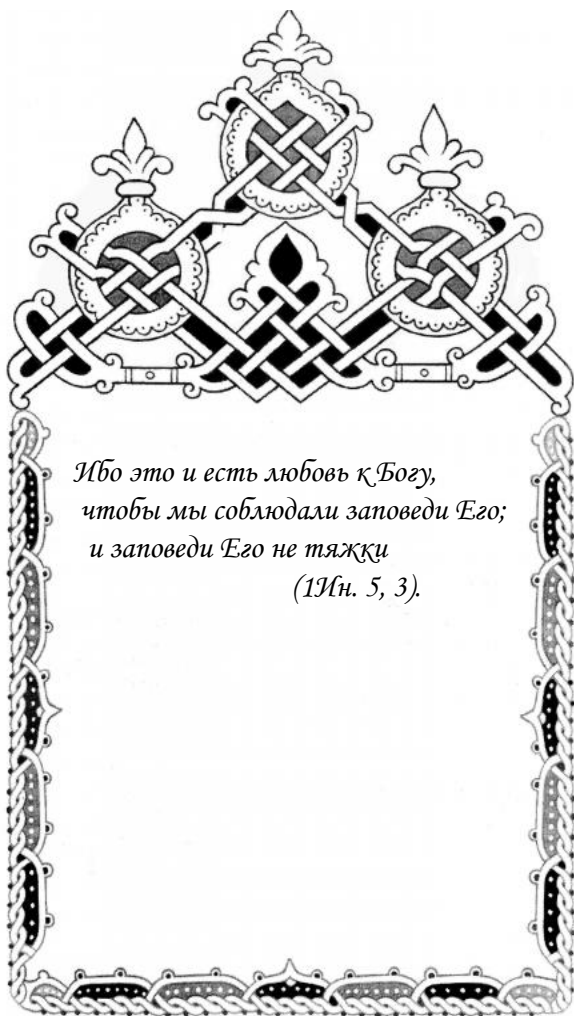 Ибо это и есть любовь к Богу,
чтобы мы соблюдали заповеди Его;
и заповеди Его не тяжки
(1Ин. 5, 3).